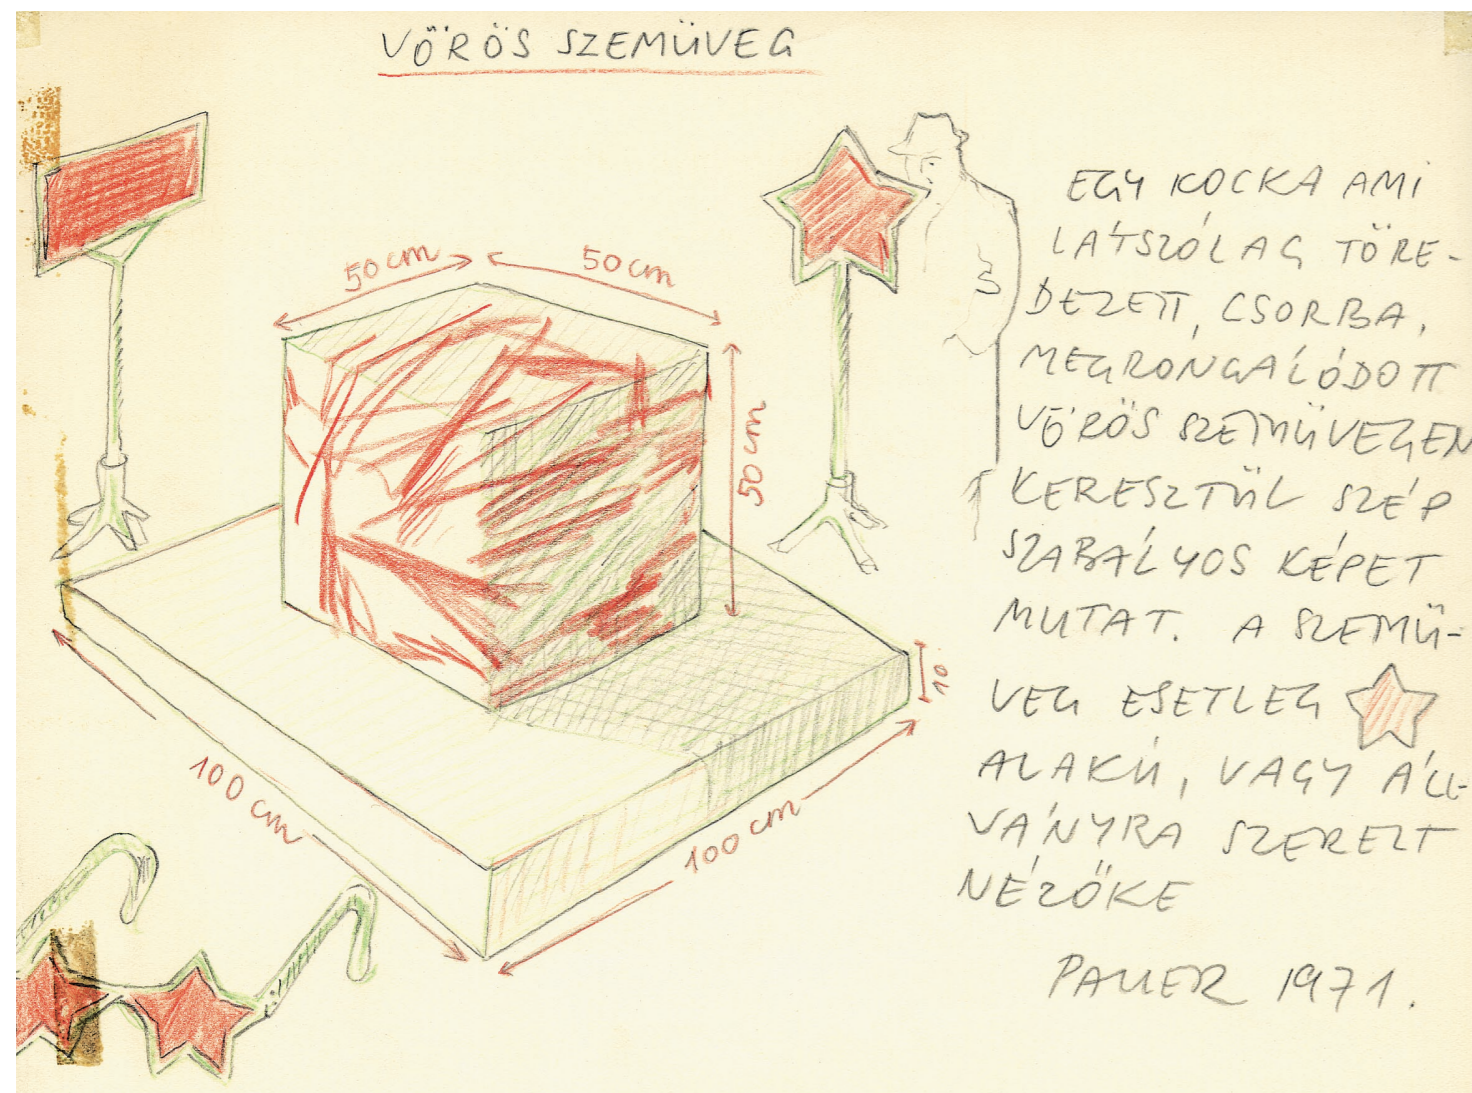 VŐRÖS SZEMÜVEG
50 cm
50 cm
50 cm
10
100 cm
100 cm
EGY KOCKA AMI
LÁTSZÓLAG TÖRE-
DEZETT, CSORBA,
MEGRONGÁLÓDOTT
VÖRÖS SZEMÜVEGEN
KERESZTÜL SZÉP
SZABÁLYOS KÉPET
MUTAT. A SZEMÜ-
VEG ESETLEG
ALAKÚ, VAGY ÁLL-
VÁNYRA SZERELT
NÉZŐKE
PAUER 1971.